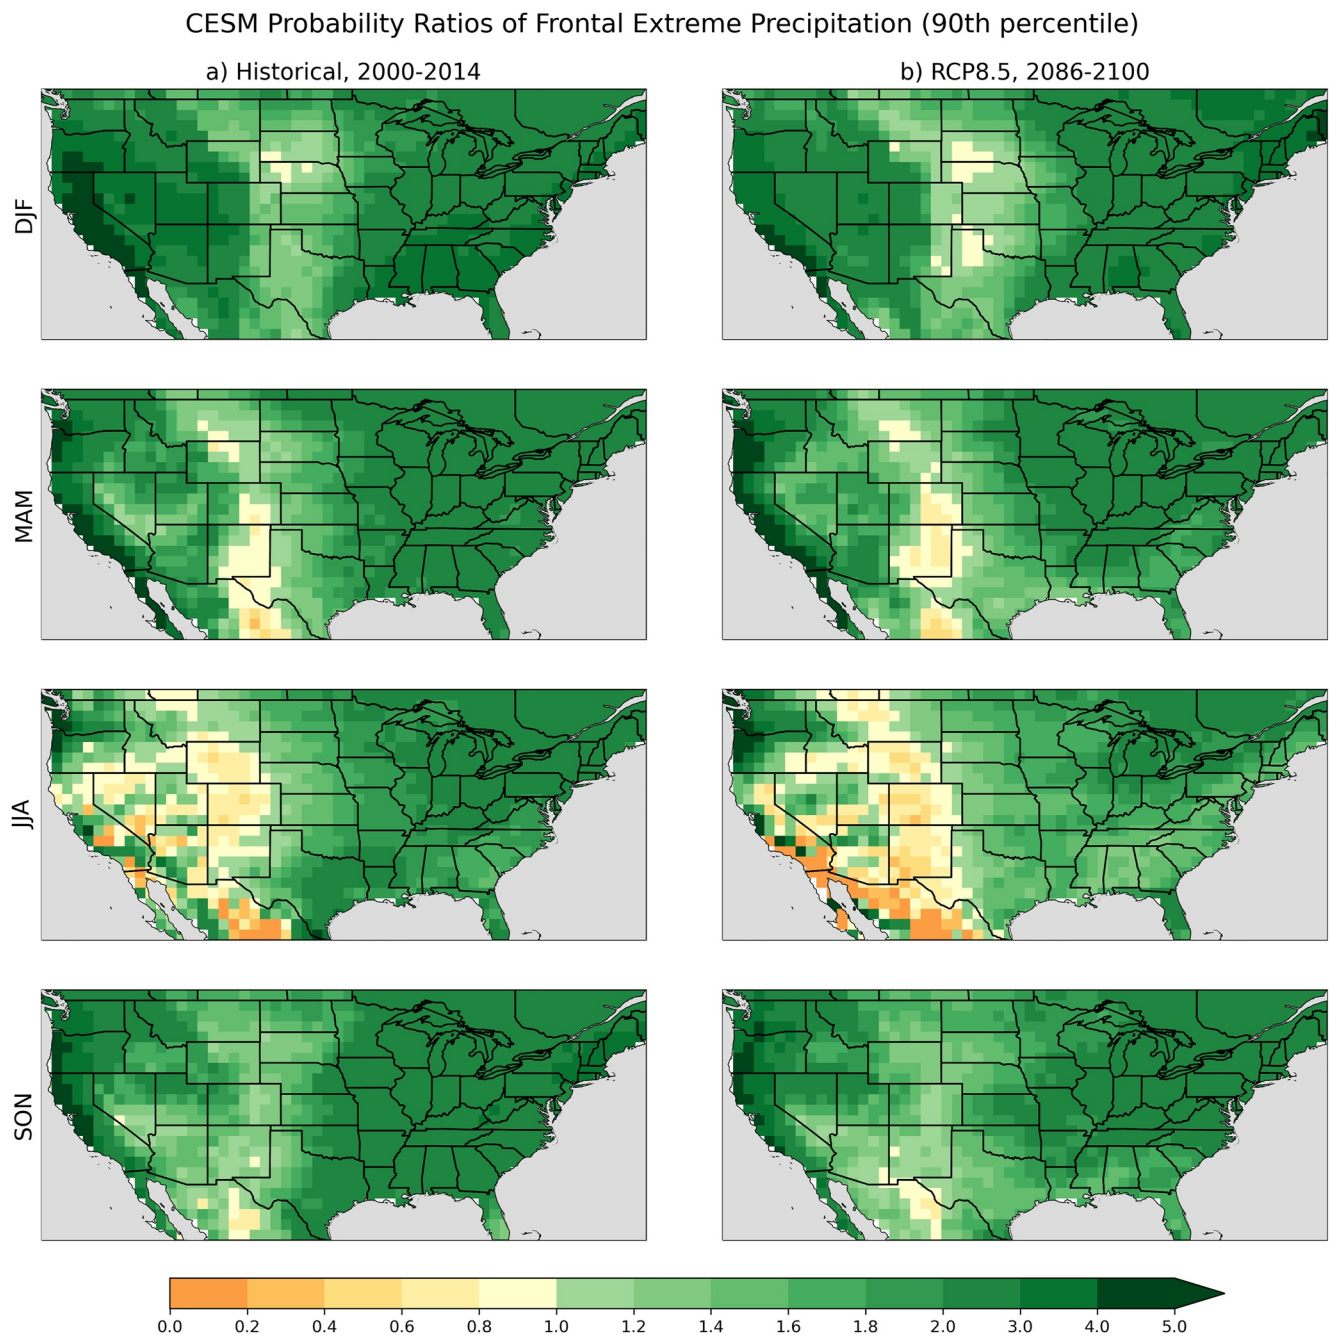 CESM Probability Ratios of Frontal Extreme Precipitation (90th percentile)
a) Historical, 2000-2014
b) RCP8.5, 2086-2100
DJF
MAM
JJA
SON
0.0 0.2 0.4 0.6 0.8 1.0 1.2 1.4 1.6 1.8 2.0 3.0 4.0 5.0